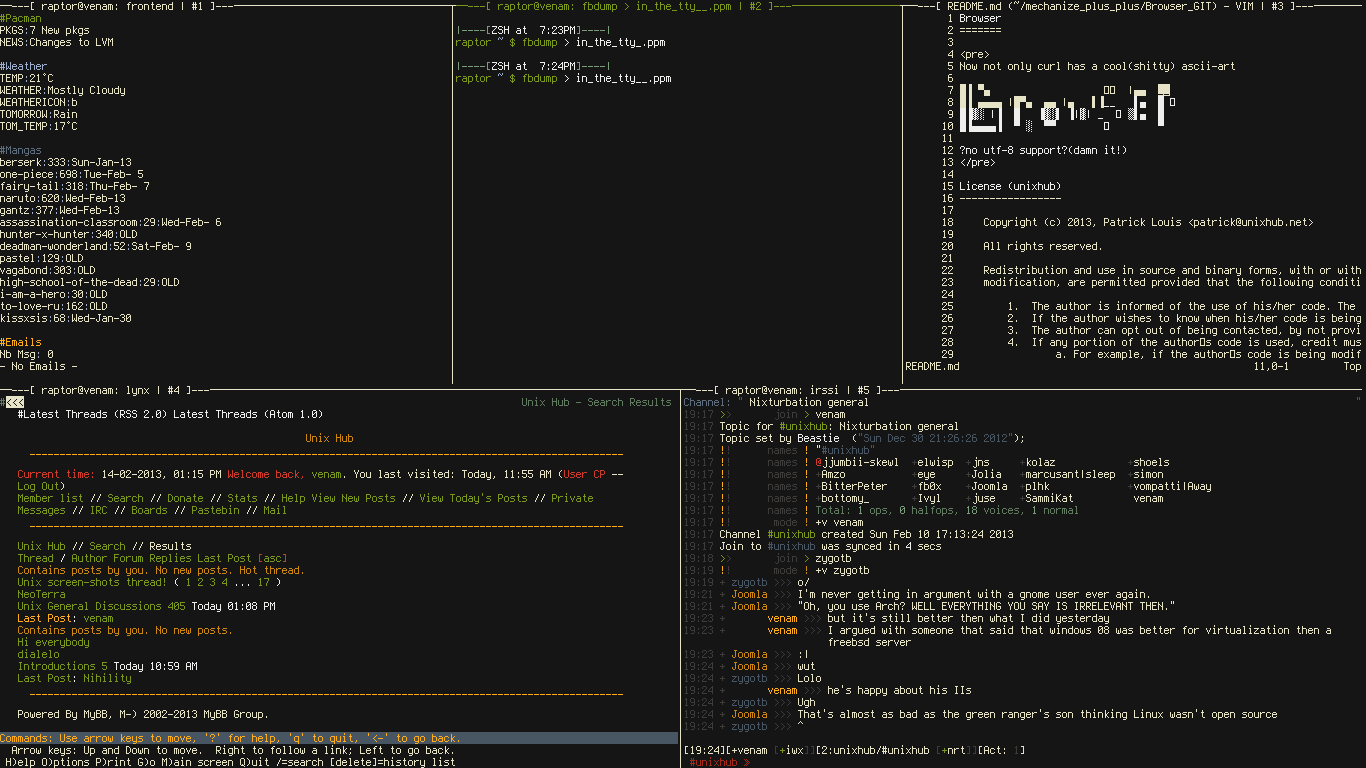 ---[ raptor@venam: frontend | #1 ]---
#Pacman
PKGS:7 New pkgs
NEWS:Changes to LVM
#Weather
TEMP:21°C
WEATHER:Mostly Cloudy
WEATHERICON:b
TOMORROW:Rain
TOM_TEMP:17°C
#Mangas
berserk:333:Sun-Jan-13
one-piece:698:Tue-Feb- 5
fairy-tail:318:Thu-Feb- 7
naruto:620:Wed-Feb-13
gantz:377:Wed-Feb-13
assassination-classroom:29:Wed-Feb- 6
hunter-x-hunter:340:OLD
deadman-wonderland:52:Sat-Feb- 9
pastel:129:OLD
vagabond:303:OLD
high-school-of-the-dead:29:OLD
i-am-a-hero:30:OLD
to-love-ru:162:OLD
kissxsis:68:Wed-Jan-30
#Emails
Nb Msg: 0
- No Emails -
---[ raptor@venam: fbdump > in_the_tty__.ppm | #2 ]---
|----[ZSH at  7:23PM]----|
raptor ~ $ fbdump > in_the_tty_.ppm
|----[ZSH at  7:24PM]----|
raptor ~ $ fbdump > in_the_tty__.ppm
---[ README.md (~/mechanize_plus_plus/Browser_GIT) - VIM | #3 ]---
1 Browser
2 =======
3
4 <pre>
5 Now not only curl has a cool(shitty) ascii-art
6
7
8
9
10
11
12 ?no utf-8 support?(damn it!)
13 </pre>
14
15 License (unixhub)
16 -----------------
17
18 Copyright (c) 2013, Patrick Louis <patrick@unixhub.net>
19
20 All rights reserved.
21
22 Redistribution and use in source and binary forms, with or with
23 modification, are permitted provided that the following conditi
24
25 1. The author is informed of the use of his/her code. The
26 2. If the author wishes to know when his/her code is being
27 3. The author can opt out of being contacted, by not provi
28 4. If any portion of the author▯s code is used, credit mus
29 a. For example, if the author▯s code is being modif
README.md 11,0-1 Top
---[ raptor@venam: lynx | #4 ]---
#<<< Unix Hub - Search Results
#Latest Threads (RSS 2.0) Latest Threads (Atom 1.0)
Unix Hub
Current time: 14-02-2013, 01:15 PM Welcome back, venam. You last visited: Today, 11:55 AM (User CP --
Log Out)
Member list // Search // Donate // Stats // Help View New Posts // View Today's Posts // Private
Messages // IRC // Boards // Pastebin // Mail
Unix Hub // Search // Results
Thread / Author Forum Replies Last Post [asc]
Contains posts by you. No new posts. Hot thread.
Unix screen-shots thread! ( 1 2 3 4 ... 17 )
NeoTerra
Unix General Discussions 405 Today 01:08 PM
Last Post: venam
Contains posts by you. No new posts.
Hi everybody
dialelo
Introductions 5 Today 10:59 AM
Last Post: Nihility
Powered By MyBB, M-) 2002-2013 MyBB Group.
Commands: Use arrow keys to move, '?' for help, 'q' to quit, '<-' to go back.
Arrow keys: Up and Down to move.  Right to follow a link; Left to go back.
H)elp O)ptions P)rint G)o M)ain screen Q)uit /=search [delete]=history list
---[ raptor@venam: irssi | #5 ]---
Channel: " Nixturbation general "
19:17 >> join > venam
19:17 Topic for #unixhub: Nixturbation general
19:17 Topic set by Beastie  ("Sun Dec 30 21:26:26 2012");
19:17 !! names ! "#unixhub"
19:17 !! names ! @jjumbii-skewl +elwisp +jns +kolaz +shoels
19:17 !! names ! +Amzo +eye +Jolia +marcusant|sleep +simon
19:17 !! names ! +BitterPeter +fb0x +Joomla +plhk +vompatti|Away
19:17 !! names ! +bottomy_ +Ivyl +juse +SammiKat venam
19:17 !! names ! Total: 1 ops, 0 halfops, 18 voices, 1 normal
19:17 !! mode ! +v venam
19:17 Channel #unixhub created Sun Feb 10 17:13:24 2013
19:17 Join to #unixhub was synced in 4 secs
19:18 >> join > zygotb
19:19 !! mode ! +v zygotb
19:19 + zygotb >>> o/
19:21 + Joomla >>> I'm never getting in argument with a gnome user ever again.
19:21 + Joomla >>> "Oh, you use Arch? WELL EVERYTHING YOU SAY IS IRRELEVANT THEN."
19:23 + venam >>> but it's still better then what I did yesterday
19:23 + venam >>> I argued with someone that said that windows 08 was better for virtualization then a
freebsd server
19:23 + Joomla >>> :|
19:24 + Joomla >>> wut
19:24 + zygotb >>> Lolo
19:24 + venam >>> he's happy about his IIs
19:24 + zygotb >>> Ugh
19:24 + Joomla >>> That's almost as bad as the green ranger's son thinking Linux wasn't open source
19:24 + zygotb >>> ^
[19:24][+venam [+iwx]][2:unixhub/#unixhub [+nrt]][Act: 1]
#unixhub >